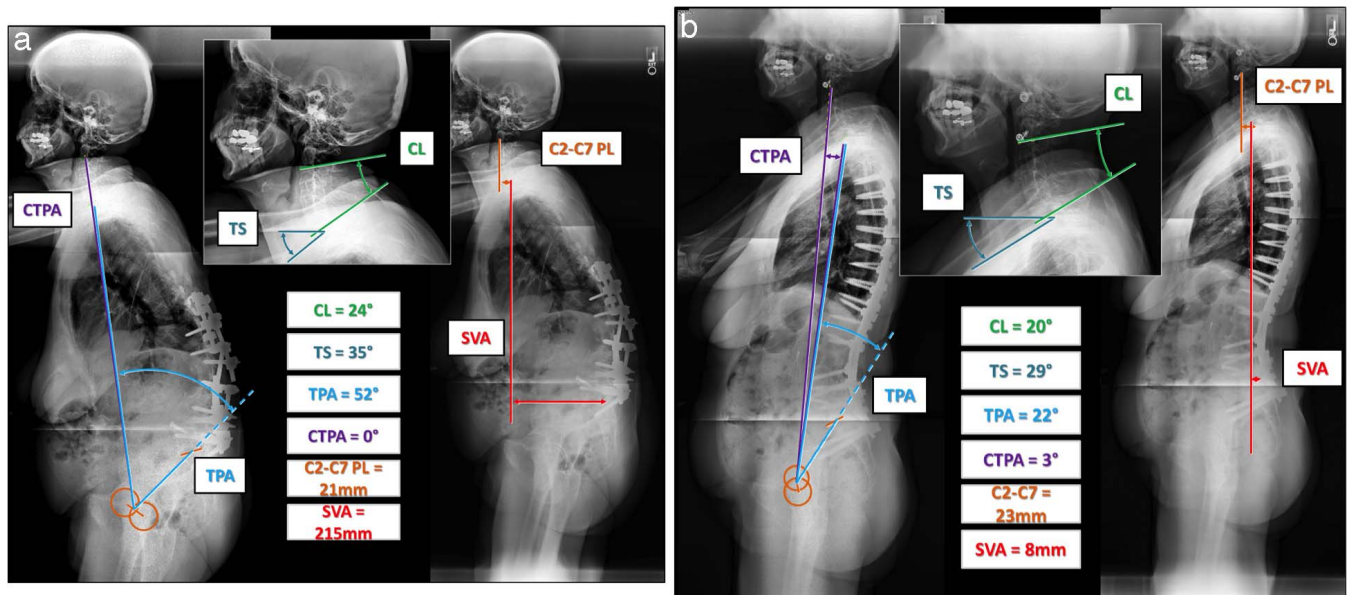 a
CTPA
CL
TS
C2-C7 PL
SVA
TPA
CL = 24°
TS = 35°
TPA = 52°
CTPA = 0°
C2-C7 PL =
21mm
SVA =
215mm
b
CTPA
CL
TS
C2-C7 PL
SVA
TPA
CL = 20°
TS = 29°
TPA = 22°
CTPA = 3°
C2-C7 =
23mm
SVA = 8mm